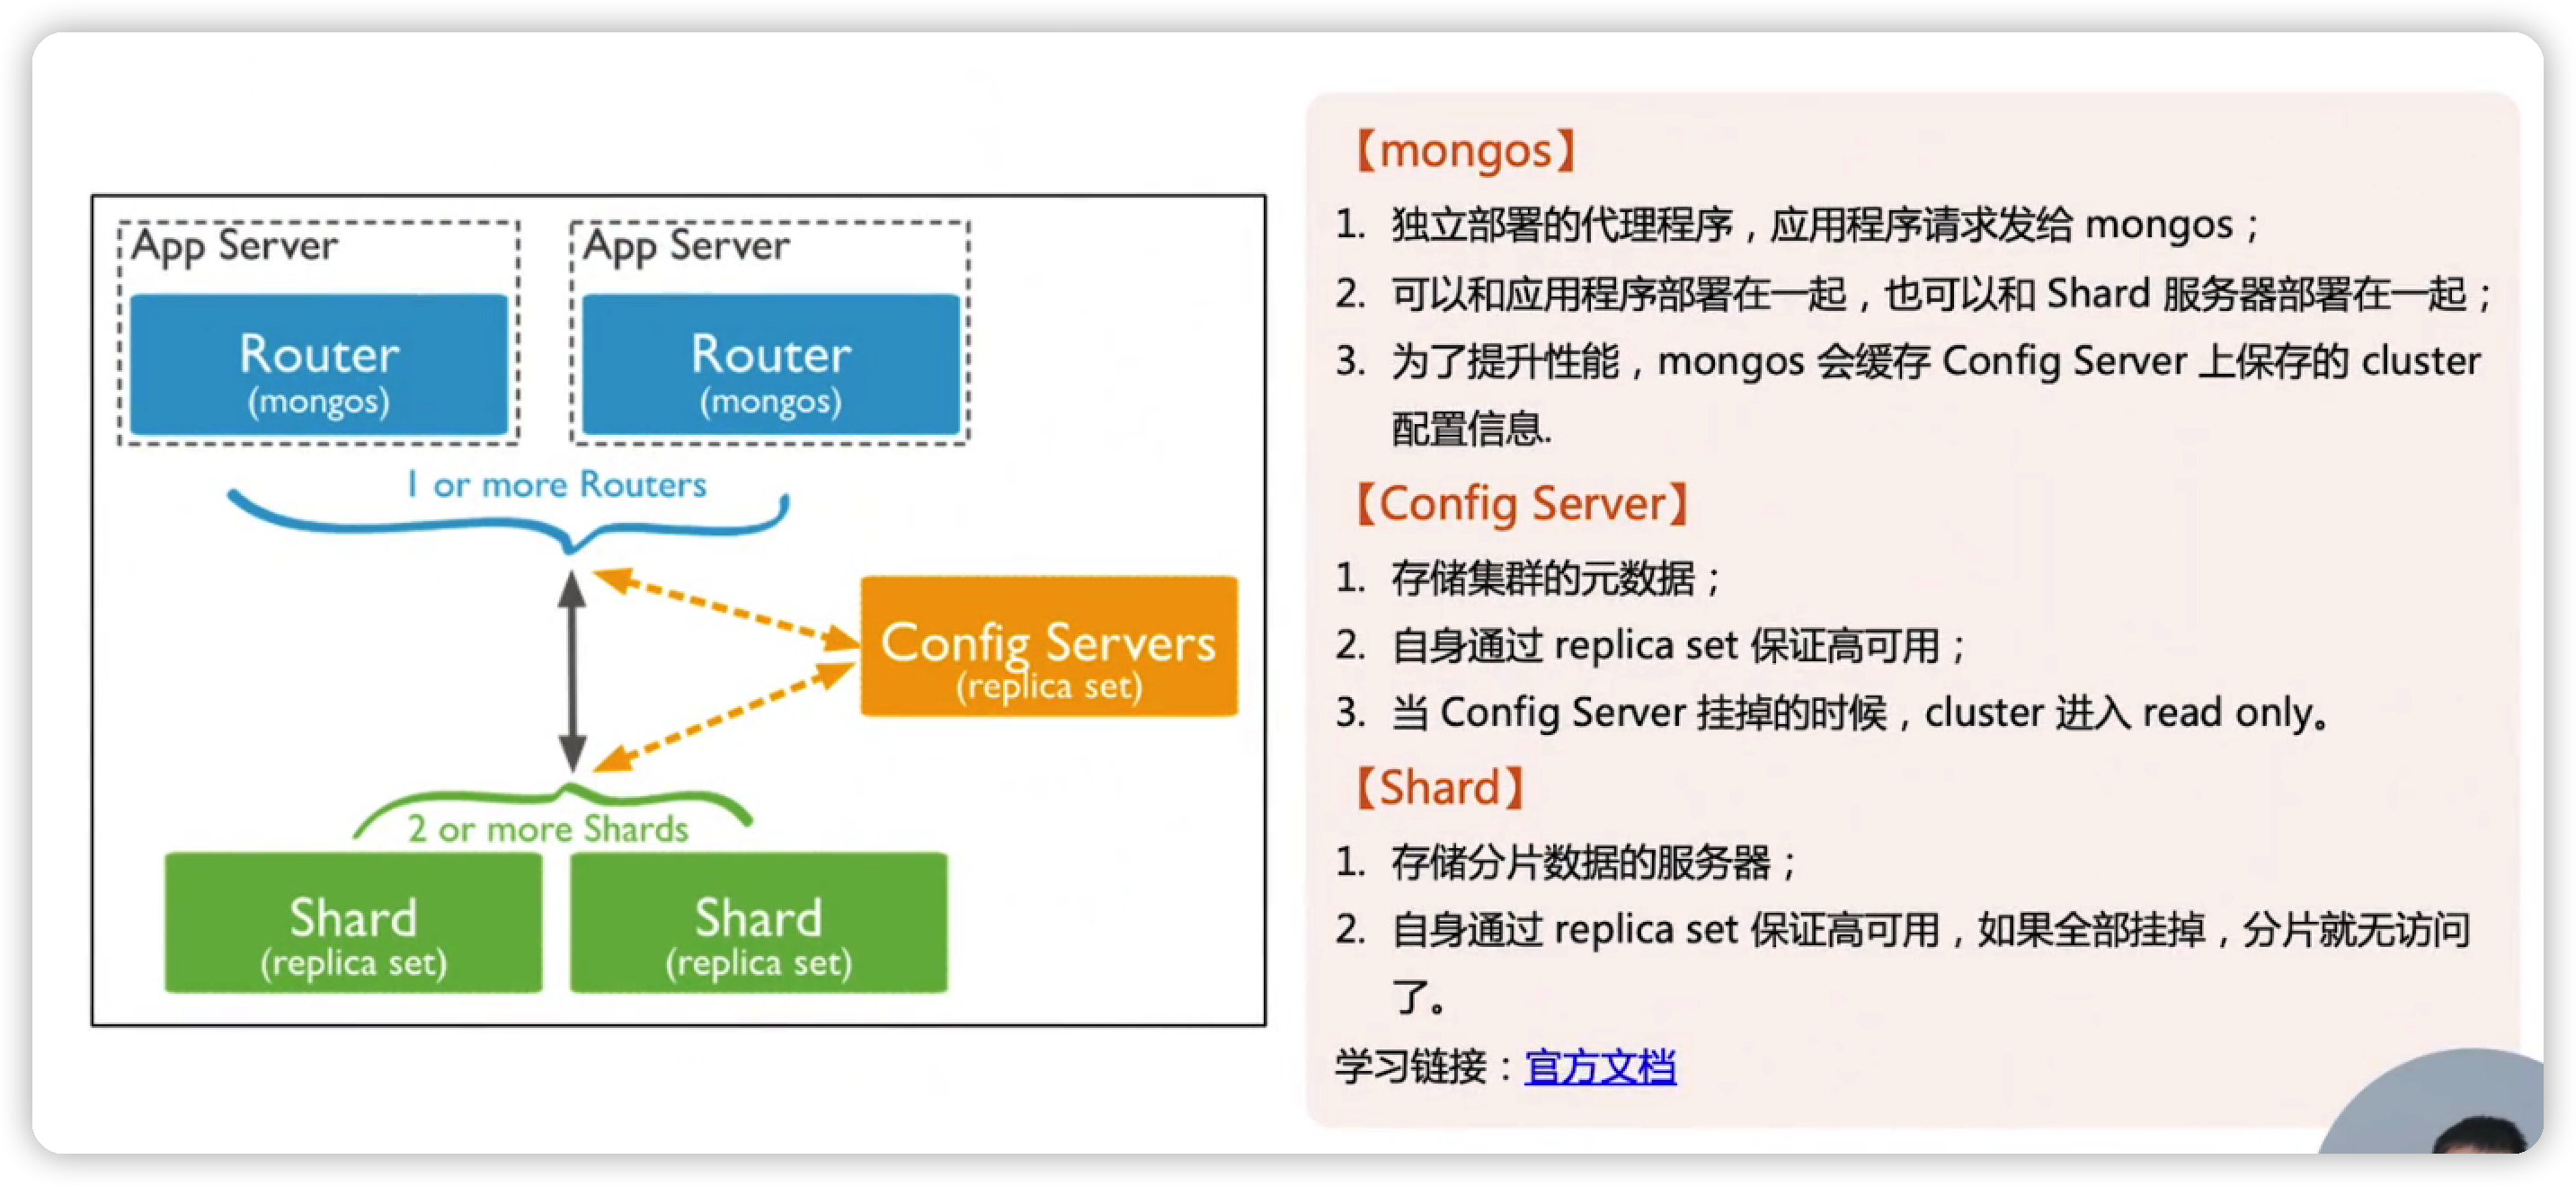 App Server
Router
(mongos)
App Server
Router
(mongos)
1 or more Routers
Config Servers
(replica set)
2 or more Shards
Shard
(replica set)
Shard
(replica set)
【mongos】
1. 独立部署的代理程序，应用程序请求发给 mongos；
2. 可以和应用程序部署在一起，也可以和 Shard 服务器部署在一起；
3. 为了提升性能，mongos 会缓存 Config Server 上保存的 cluster
配置信息.
【Config Server】
1. 存储集群的元数据；
2. 自身通过 replica set 保证高可用；
3. 当 Config Server 挂掉的时候，cluster 进入 read only。
【Shard】
1. 存储分片数据的服务器；
2. 自身通过 replica set 保证高可用，如果全部挂掉，分片就无访问
了。
学习链接：官方文档